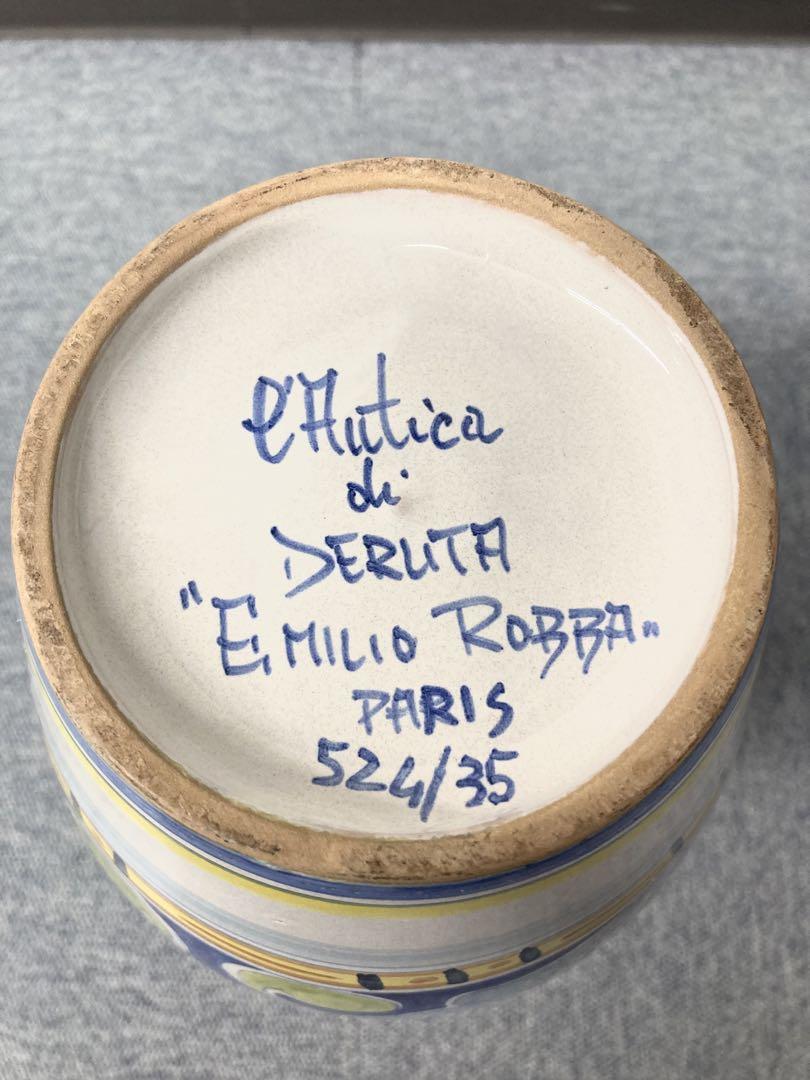 l'Antica
di
DERUTA
"EMILIO ROBBA"
PARIS
524/35